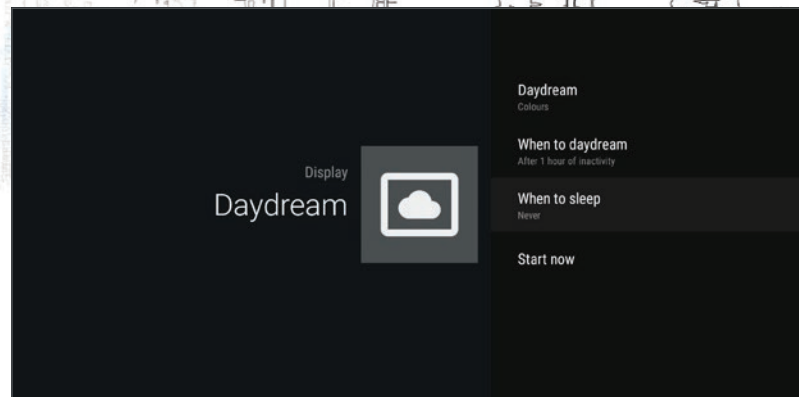 Display
Daydream
Daydream
Colours
When to daydream
After 1 hour of inactivity
When to sleep
Never
Start now